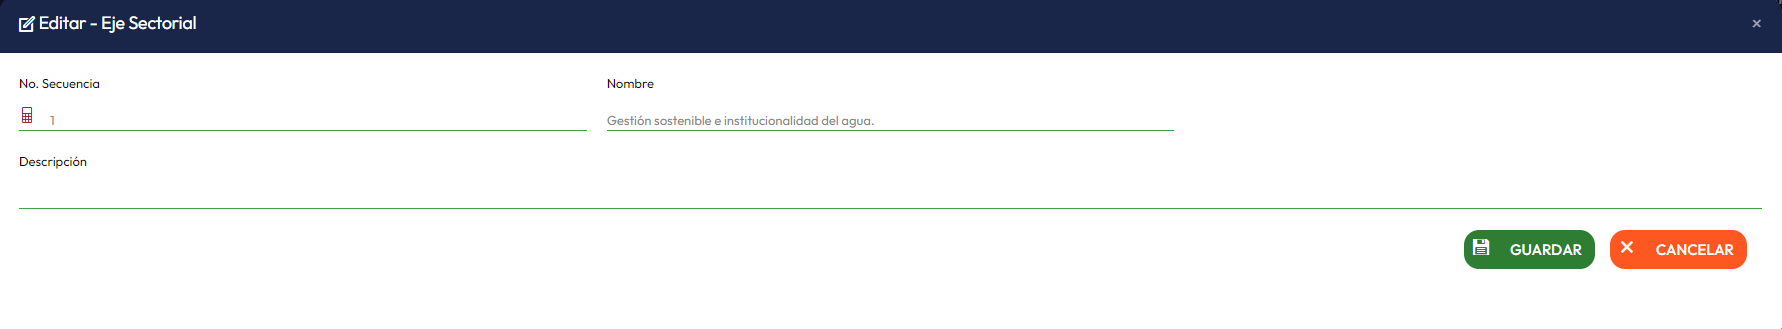 Editar - Eje Sectorial
×
No. Secuencia
Nombre
1
Gestión sostenible e institucionalidad del agua.
Descripción
GUARDAR
CANCELAR